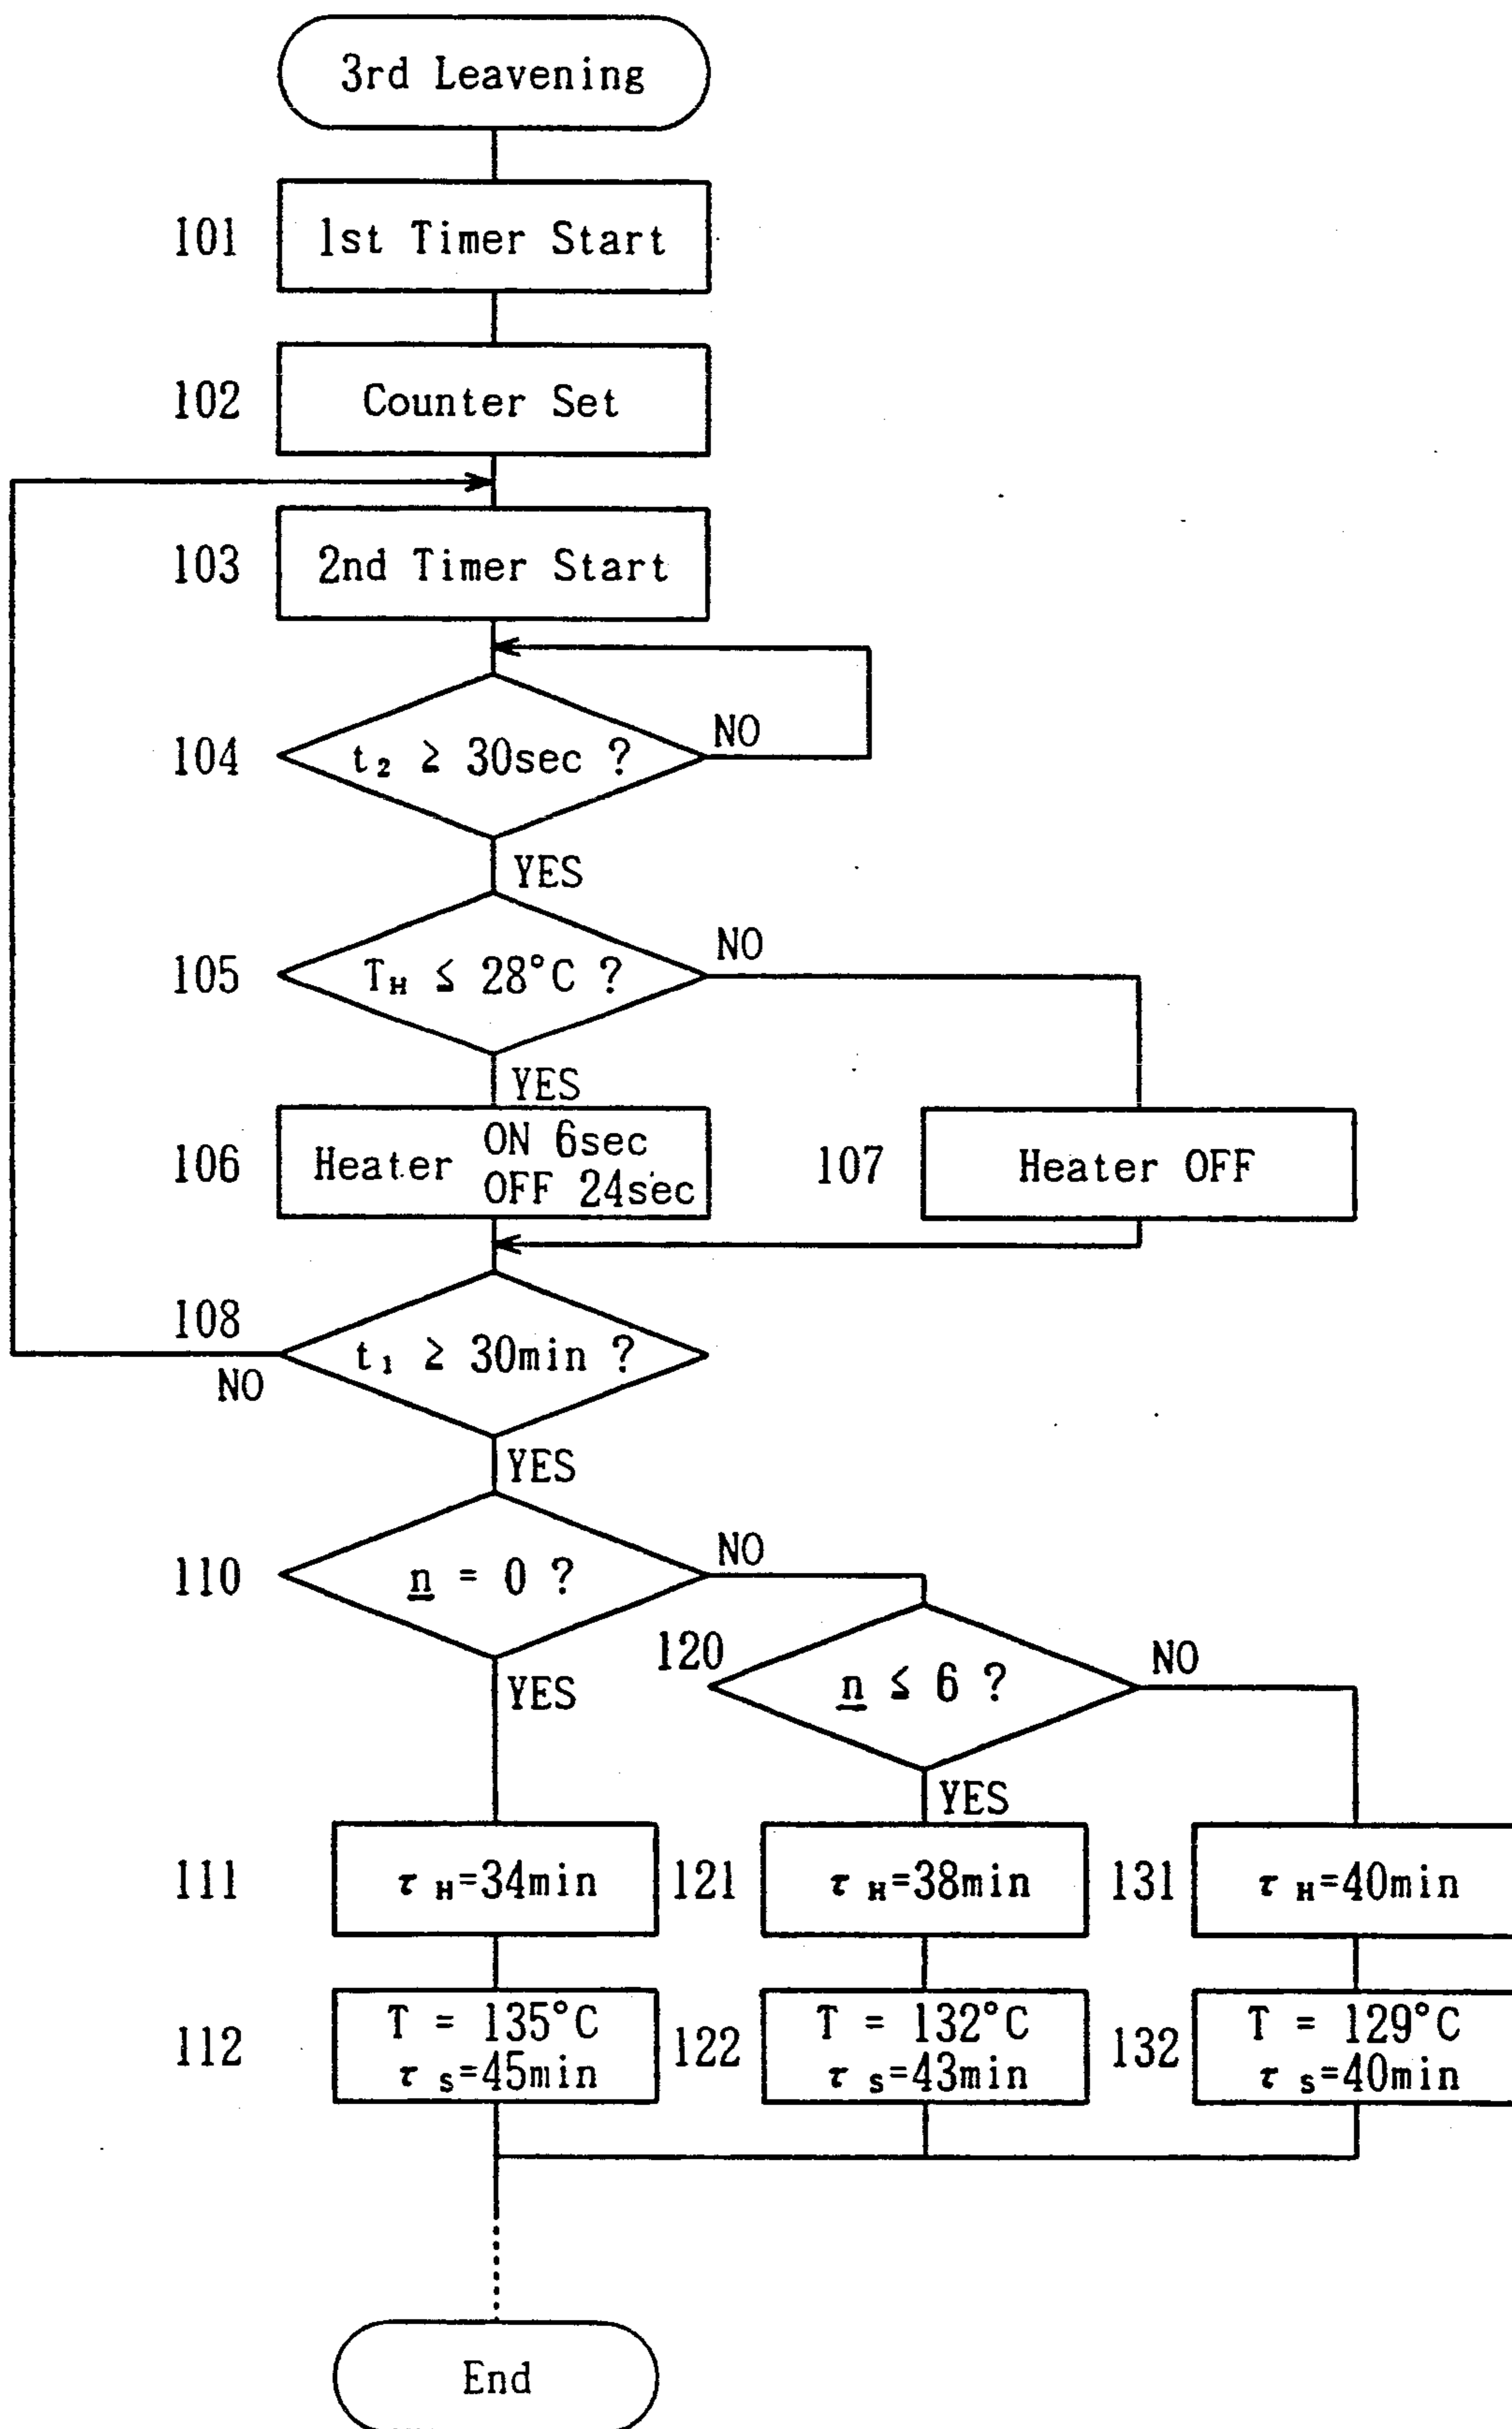 3rd Leavening
101
1st Timer Start
102
Counter Set
103
2nd Timer Start
104
t₂ ≥ 30sec ?
NO
YES
105
T_H ≤ 28°C ?
NO
YES
106
Heater
ON 6sec
OFF 24sec
107
Heater OFF
108
t₁ ≥ 30min ?
NO
YES
110
n = 0 ?
NO
YES
120
n ≤ 6 ?
NO
YES
111
τ_H=34min
121
τ_H=38min
131
τ_H=40min
112
T = 135°C
τ_S=45min
122
T = 132°C
τ_S=43min
132
T = 129°C
τ_S=40min
End